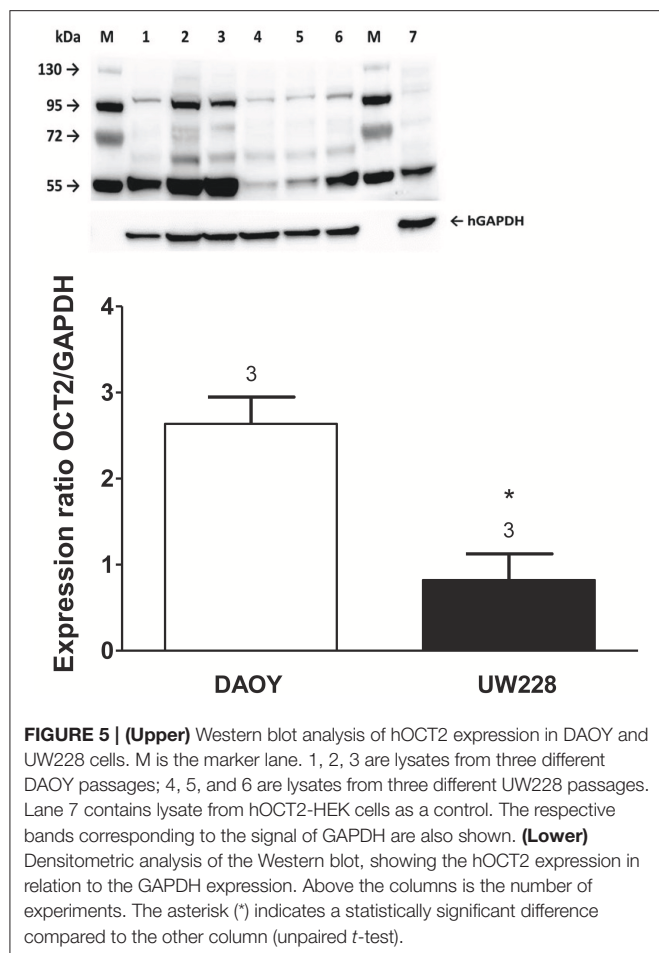 kDa M 1 2 3 4 5 6 M 7
130 →
95 →
72 →
55 →
← hGAPDH
Expression ratio OCT2/GAPDH
4
3
2
1
0
3
*
3
DAOY UW228
FIGURE 5 | (Upper) Western blot analysis of hOCT2 expression in DAOY and
UW228 cells. M is the marker lane. 1, 2, 3 are lysates from three different
DAOY passages; 4, 5, and 6 are lysates from three different UW228 passages.
Lane 7 contains lysate from hOCT2-HEK cells as a control. The respective
bands corresponding to the signal of GAPDH are also shown. (Lower)
Densitometric analysis of the Western blot, showing the hOCT2 expression in
relation to the GAPDH expression. Above the columns is the number of
experiments. The asterisk (*) indicates a statistically significant difference
compared to the other column (unpaired t-test).